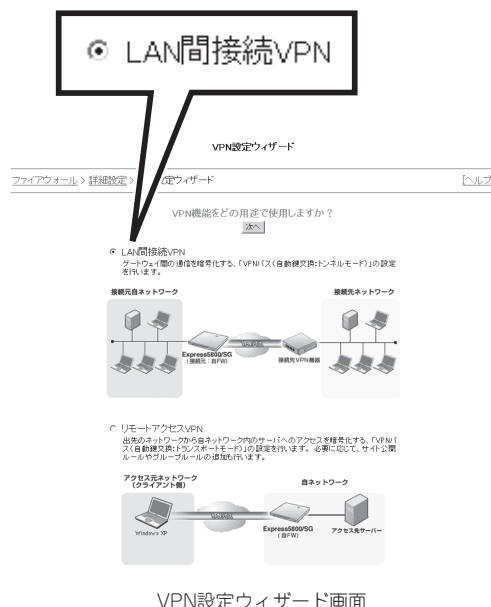 LAN間接続VPN
VPN設定ウィザード
ファイアウォール > 詳細設定 > 定ウィザード
[ヘルプ
VPN機能をどの用途で使用しますか？
次へ
LAN間接続VPN
ゲートウェイ間の通信を暗号化する、「VPNパス(自動鍵交換:トンネルモード)」の設定
を行います。
接続元自ネットワーク
接続先ネットワーク
Express5800/SG
(接続元：自FW)
接続先VPN機器
リモートアクセスVPN
出先のネットワークから自ネットワーク内のサーバへのアクセスを暗号化する、「VPNパ
ス(自動鍵交換:トランスポートモード)」の設定を行います。必要に応じて、サイト公開
ルールやグループルールの追加も行います。
アクセス元ネットワーク
(クライアント側)
自ネットワーク
Windows XP
Express5800/SG
(自FW)
アクセス先サーバー
VPN設定ウィザード画面